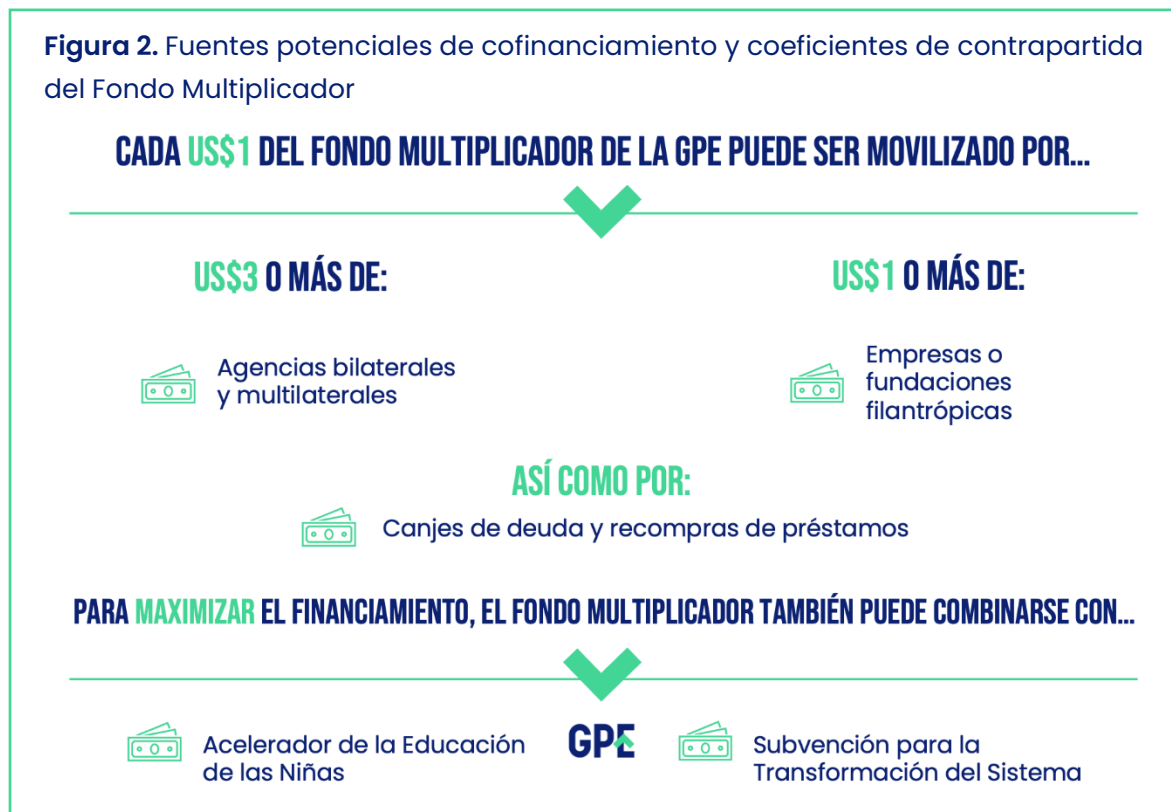 Figura 2. Fuentes potenciales de cofinanciamiento y coeficientes de contrapartida
del Fondo Multiplicador
CADA US$1 DEL FONDO MULTIPLICADOR DE LA GPE PUEDE SER MOVILIZADO POR...
US$3 O MÁS DE:
Agencias bilaterales
y multilaterales
US$1 O MÁS DE:
Empresas o
fundaciones
filantrópicas
ASÍ COMO POR:
Canjes de deuda y recompras de préstamos
PARA MAXIMIZAR EL FINANCIAMIENTO, EL FONDO MULTIPLICADOR TAMBIÉN PUEDE COMBINARSE CON...
Acelerador de la Educación
de las Niñas
GPE
Subvención para la
Transformación del Sistema